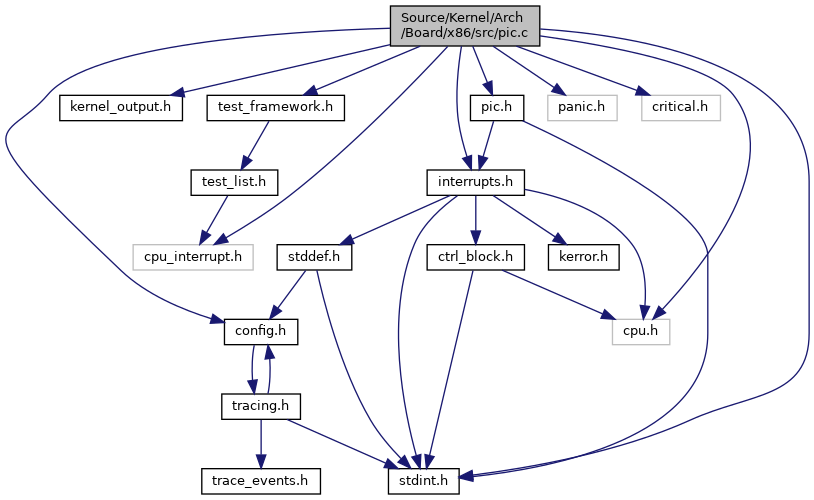 Source/Kernel/Arch
/Board/x86/src/pic.c
kernel_output.h
test_framework.h
pic.h
panic.h
critical.h
test_list.h
interrupts.h
cpu_interrupt.h
stddef.h
ctrl_block.h
kerror.h
config.h
cpu.h
tracing.h
trace_events.h
stdint.h